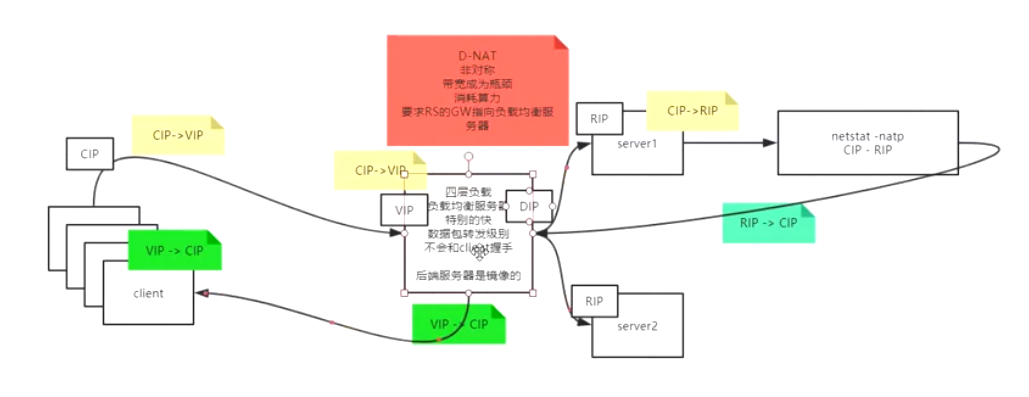 D-NAT
非对称
带宽成为瓶颈
消耗算力
要求RS的GW指向负载均衡服
务器
RIP
CIP->RIP
server1
netstat -natp
CIP - RIP
CIP->VIP
CIP
CIP->VIP
VIP
DIP
四层负载
负载均衡服务器
特别的快
数据包转发级别
不会和client握手
后端服务器是镜像的
RIP -> CIP
VIP -> CIP
client
VIP -> CIP
RIP
server2